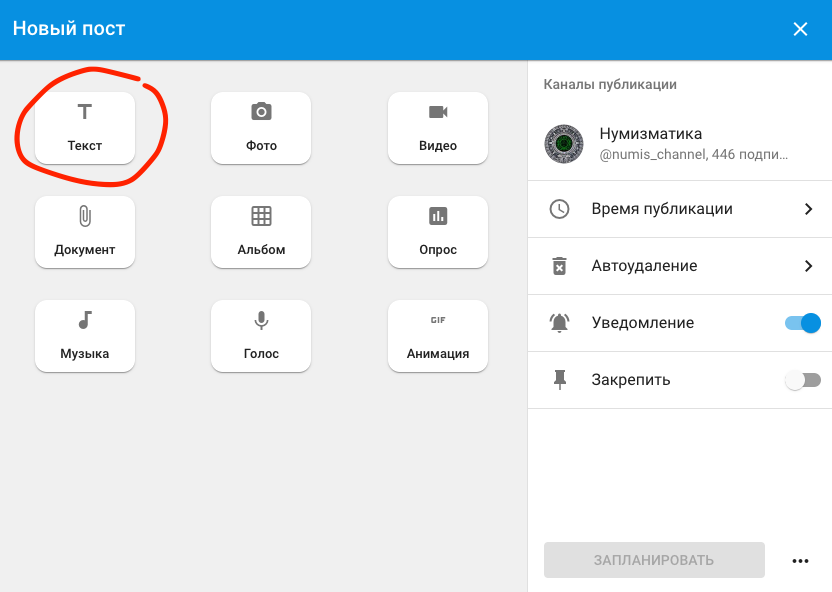 Новый пост
Текст
Фото
Видео
Документ
Альбом
Опрос
Музыка
Голос
GIF
Анимация
Каналы публикации
Нумизматика
@numis_channel, 446 подпи...
Время публикации
Автоудаление
Уведомление
Закрепить
ЗАПЛАНИРОВАТЬ